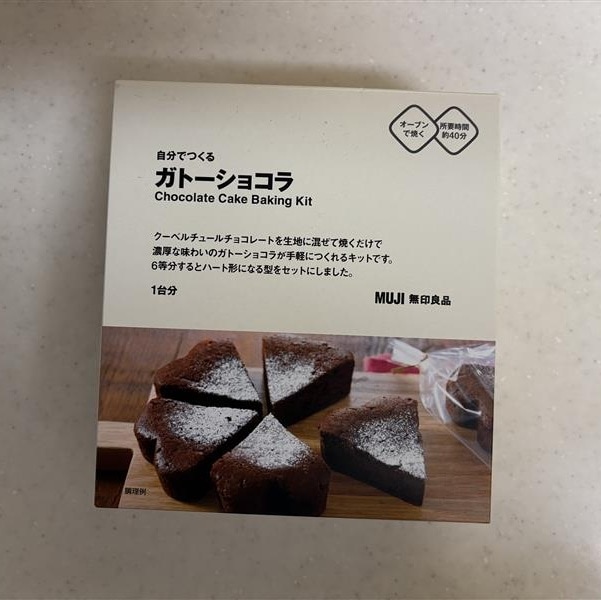 オーブン
で焼く
所要時間
約40分
自分でつくる
ガトーショコラ
Chocolate Cake Baking Kit
クーベルチュールチョコレートを生地に混ぜて焼くだけで
濃厚な味わいのガトーショコラが手軽につくれるキットです。
6等分するとハート形になる型をセットにしました。
1台分
MUJI 無印良品
調理例